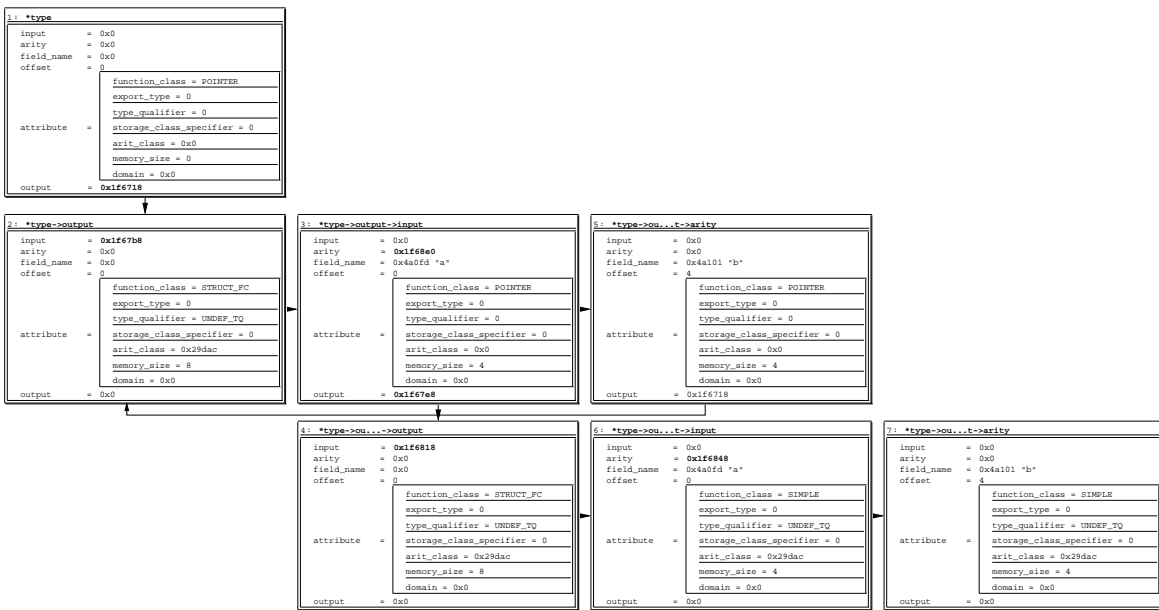 1: *type
input = 0x0
arity = 0x0
field_name = 0x0
offset = 0
function_class = POINTER
export_type = 0
type_qualifier = 0
attribute = storage_class_specifier = 0
arit_class = 0x0
memory_size = 0
domain = 0x0
output = 0x1f6718
2: *type->output
input = 0x1f67b8
arity = 0x0
field_name = 0x0
offset = 0
function_class = STRUCT_FC
export_type = 0
type_qualifier = UNDEF_TQ
attribute = storage_class_specifier = 0
arit_class = 0x29dac
memory_size = 8
domain = 0x0
output = 0x0
3: *type->output->input
input = 0x0
arity = 0x1f68e0
field_name = 0x4a0fd "a"
offset = 0
function_class = POINTER
export_type = 0
type_qualifier = 0
attribute = storage_class_specifier = 0
arit_class = 0x0
memory_size = 4
domain = 0x0
output = 0x1f67e8
5: *type->ou...t->arity
input = 0x0
arity = 0x0
field_name = 0x4a101 "b"
offset = 4
function_class = POINTER
export_type = 0
type_qualifier = 0
attribute = storage_class_specifier = 0
arit_class = 0x0
memory_size = 4
domain = 0x0
output = 0x1f6718
4: *type->ou...->output
input = 0x1f6818
arity = 0x0
field_name = 0x0
offset = 0
function_class = STRUCT_FC
export_type = 0
type_qualifier = UNDEF_TQ
attribute = storage_class_specifier = 0
arit_class = 0x29dac
memory_size = 8
domain = 0x0
output = 0x0
6: *type->ou...t->input
input = 0x0
arity = 0x1f6848
field_name = 0x4a0fd "a"
offset = 0
function_class = SIMPLE
export_type = 0
type_qualifier = UNDEF_TQ
attribute = storage_class_specifier = 0
arit_class = 0x29dac
memory_size = 4
domain = 0x0
output = 0x0
7: *type->ou...t->arity
input = 0x0
arity = 0x0
field_name = 0x4a101 "b"
offset = 4
function_class = SIMPLE
export_type = 0
type_qualifier = UNDEF_TQ
attribute = storage_class_specifier = 0
arit_class = 0x29dac
memory_size = 4
domain = 0x0
output = 0x0